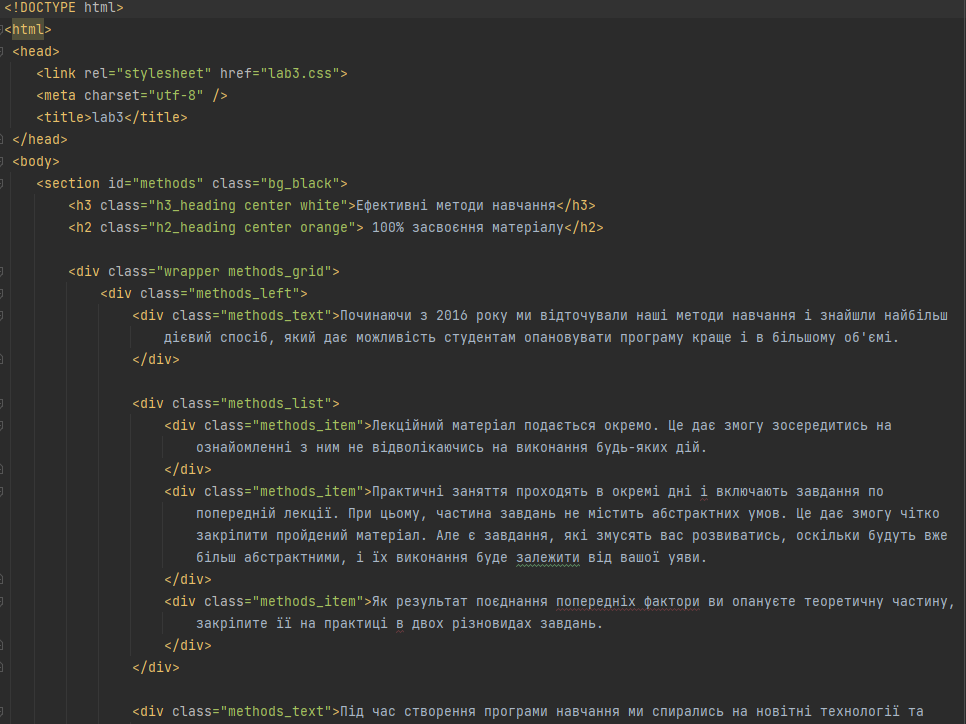 <!DOCTYPE html>
<html>
<head>
<link rel="stylesheet" href="lab3.css">
<meta charset="utf-8" />
<title>lab3</title>
</head>
<body>
<section id="methods" class="bg_black">
<h3 class="h3_heading center white">Ефективні методи навчання</h3>
<h2 class="h2_heading center orange"> 100% засвоєння матеріалу</h2>
<div class="wrapper methods_grid">
<div class="methods_left">
<div class="methods_text">Починаючи з 2016 року ми відточували наші методи навчання і знайшли найбільш
дієвий спосіб, який дає можливість студентам опановувати програму краще і в більшому об'ємі.
</div>
<div class="methods_list">
<div class="methods_item">Лекційний матеріал подається окремо. Це дає змогу зосередитись на
ознайомленні з ним не відволікаючись на виконання будь-яких дій.
</div>
<div class="methods_item">Практичні заняття проходять в окремі дні і включають завдання по
попередній лекції. При цьому, частина завдань не містить абстрактних умов. Це дає змогу чітко
закріпити пройдений матеріал. Але є завдання, які змусять вас розвиватись, оскільки будуть вже
більш абстрактними, і їх виконання буде залежити від вашої уяви.
</div>
<div class="methods_item">Як результат поєднання попередніх фактори ви опануєте теоретичну частину,
закріпите її на практиці в двох різновидах завдань.
</div>
</div>
<div class="methods_text">Під час створення програми навчання ми спирались на новітні технології та